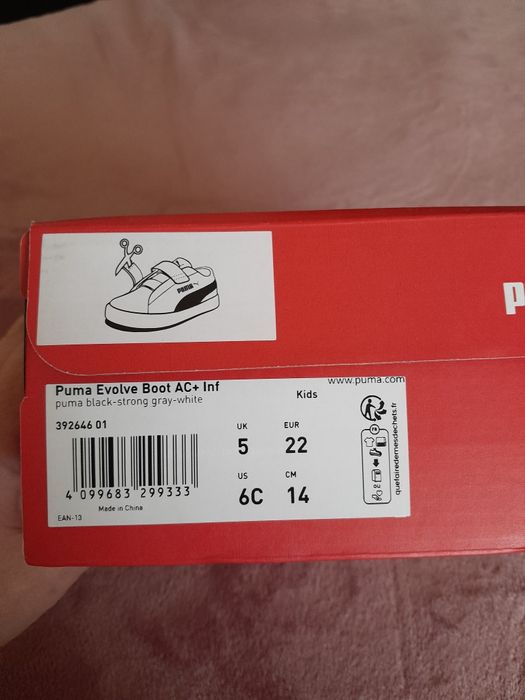 PUMA
Puma Evolve Boot AC+ Inf
puma black-strong gray-white
Kids
www.puma.com
392646 01
UK
5
EUR
22
US
6C
CM
14
4 099683 299333
Made in China
EAN-13
FR
quefairedemesdechets.fr